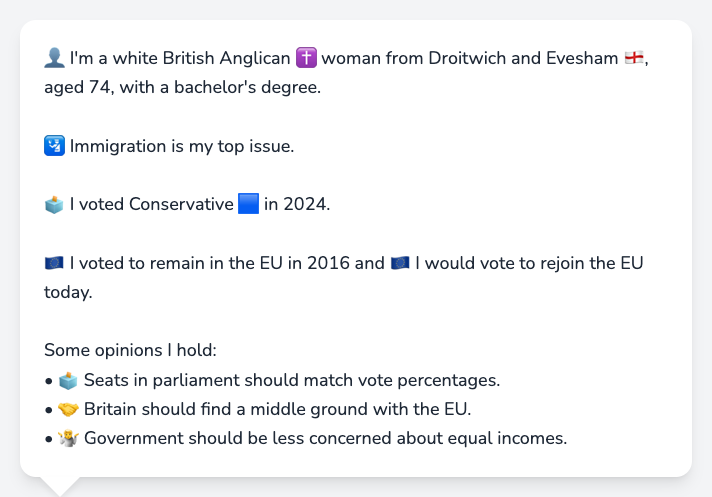 👤 I'm a white British Anglican ✝️ woman from Droitwich and Evesham 🏴󠁧󠁢󠁥󠁮󠁧󠁿,
aged 74, with a bachelor's degree.
🛂 Immigration is my top issue.
🗳️ I voted Conservative 🟦 in 2024.
🇪🇺 I voted to remain in the EU in 2016 and 🇪🇺 I would vote to rejoin the EU
today.
Some opinions I hold:
• 🗳️ Seats in parliament should match vote percentages.
• 🤝 Britain should find a middle ground with the EU.
• 🤷 Government should be less concerned about equal incomes.